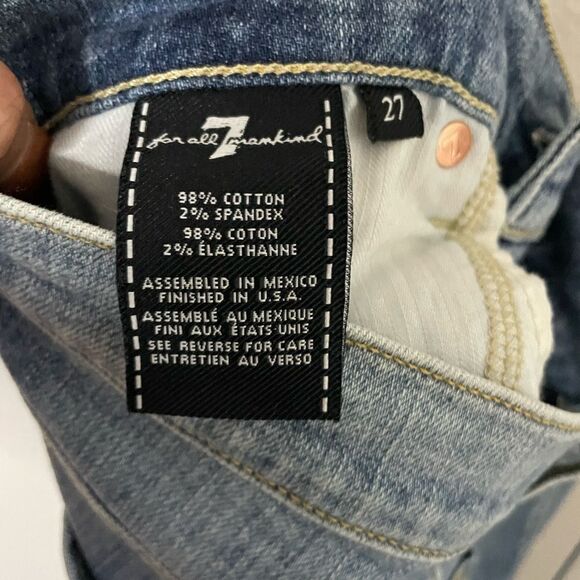 for all 7 mankind
27
98% COTTON
2% SPANDEX
98% COTON
2% ÉLASTHANNE
ASSEMBLED IN MEXICO
FINISHED IN U.S.A.
ASSEMBLÉ AU MEXIQUE
FINI AUX ÉTATS-UNIS
SEE REVERSE FOR CARE
ENTRETIEN AU VERSO